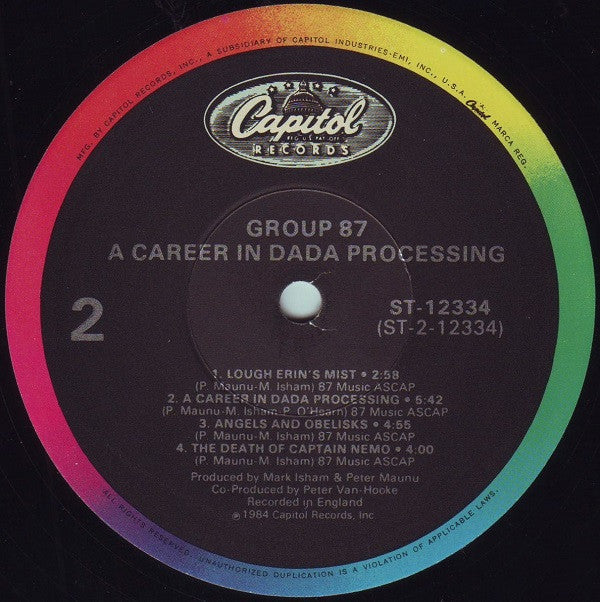 MFG. BY CAPITOL RECORDS, INC., A SUBSIDIARY OF CAPITOL INDUSTRIES-EMI, INC., U.S.A. Capitol MARCA REG.
Capitol
REG. U.S. PAT. OFF.
RECORDS
GROUP 87
A CAREER IN DADA PROCESSING
2
ST-12334
(ST-2-12334)
1. LOUGH ERIN'S MIST • 2:58
(P. Maunu-M. Isham) 87 Music ASCAP
2. A CAREER IN DADA PROCESSING • 5:42
(P. Maunu-M. Isham P. O'Hearn) 87 Music ASCAP
3. ANGELS AND OBELISKS • 4:55
(P. Maunu-M. Isham) 87 Music ASCAP
4. THE DEATH OF CAPTAIN NEMO • 4:00
(P. Maunu-M. Isham) 87 Music ASCAP
Produced by Mark Isham & Peter Maunu
Co-Produced by Peter Van-Hooke
Recorded in England
℗1984 Capitol Records, Inc
ALL RIGHTS RESERVED. UNAUTHORIZED DUPLICATION IS A VIOLATION OF APPLICABLE LAWS.